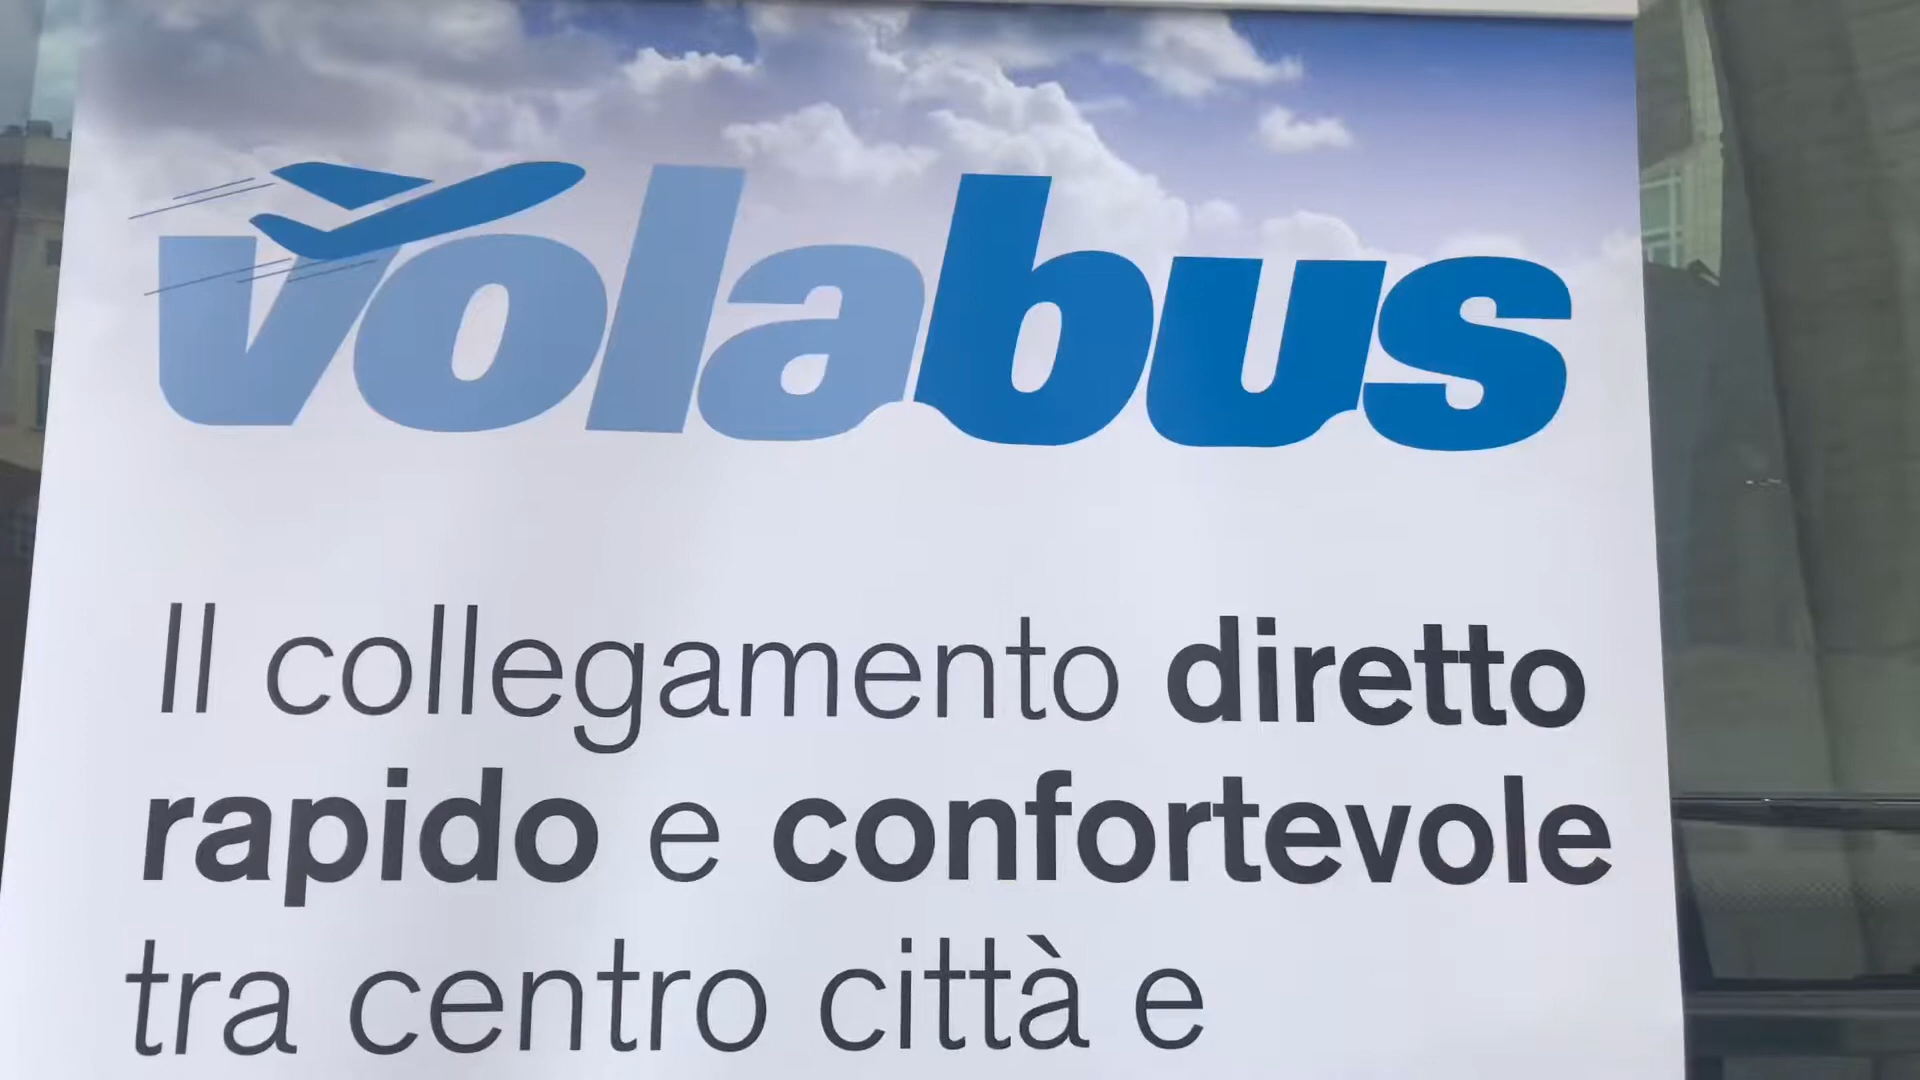 volabus
Il collegamento diretto
rapido e confortevole
tra centro città e